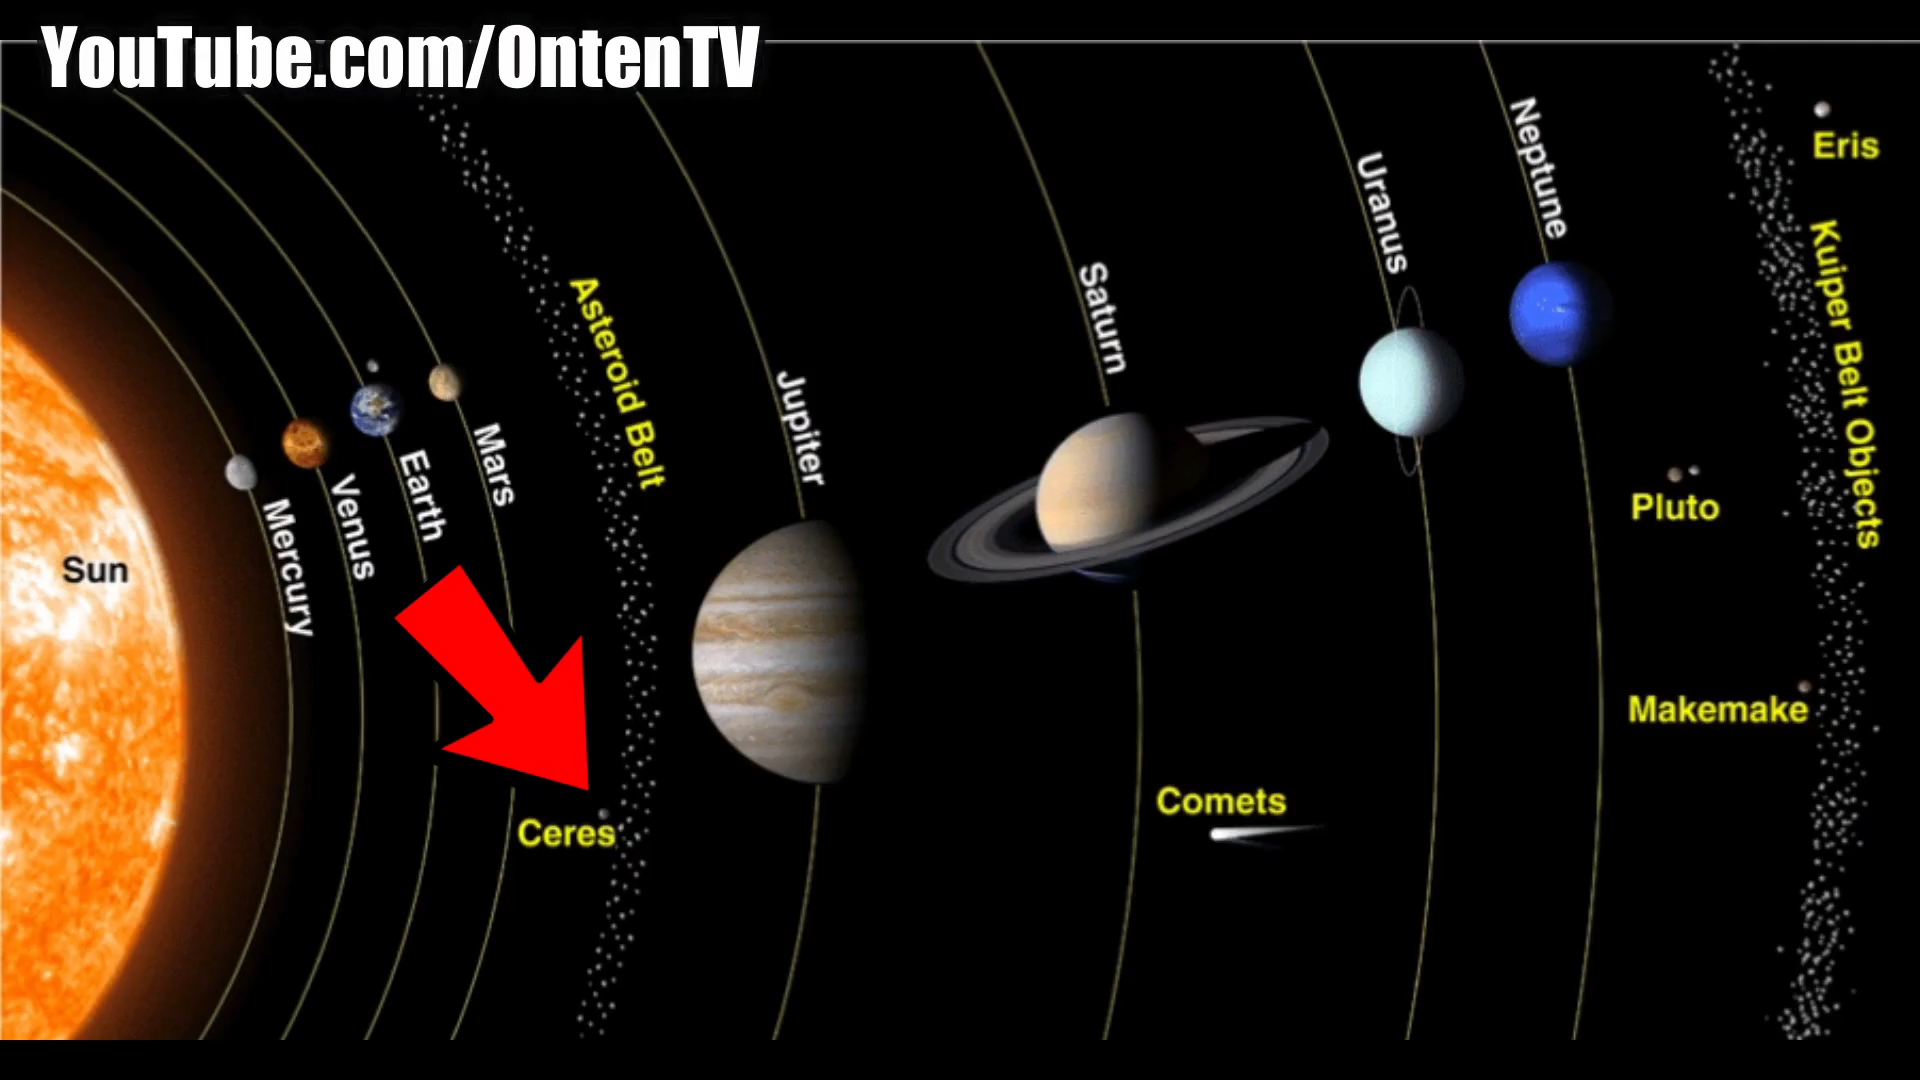 YouTube.com/OntenTV
Sun
Mercury
Venus
Earth
Mars
Asteroid Belt
Ceres
Jupiter
Saturn
Comets
Uranus
Neptune
Pluto
Makemake
Eris
Kuiper Belt Objects